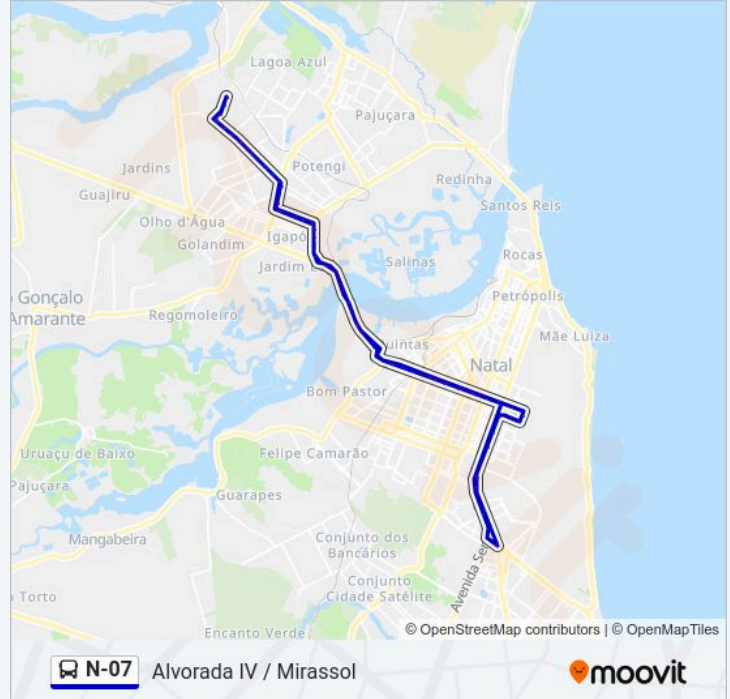 Lagoa Azul
Pajuçara
Jardins
Potengi
Redinha
Guajiru
Santos Reis
Olho d'Água
Igapó
Golandim
Salinas
Rocas
Jardim
Gonçalo
Amarante
Petrópolis
Regomoleiro
Mãe Luiza
Natal
Bom Pastor
Uruaçu de Baixo
Felipe Camarão
Pajuçara
Guarapes
Mangabeira
Conjunto dos
Bancários
Conjunto
Cidade Satélite
Torto
Avenida
Encanto Verde
© OpenStreetMap contributors | © OpenMapTiles
N-07 Alvorada IV / Mirassol
moovit